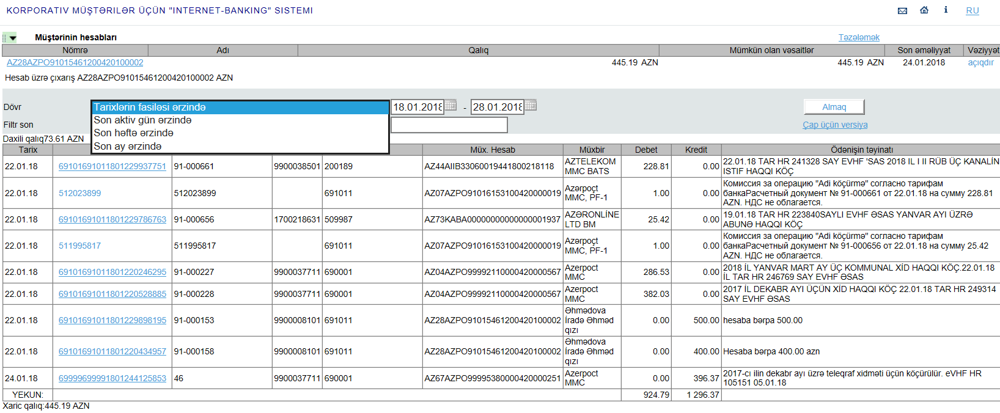 KORPORATIV MÜŞTƏRILƏR ÜÇÜN "INTERNET-BANKING" SISTEMI
RU
Müştərinin hesabları
Təzələmək
Nömrə Adı Qalıq Mümkün olan vəsaitlər Son əməliyyat Vəziyyət
AZ28AZPO91015461200420100002 445.19 AZN 445.19 AZN 24.01.2018 açıqdır
Hesab üzrə çıxarış AZ28AZPO91015461200420100002 AZN
Dövr Tarixlərin fasiləsi ərzində 18.01.2018 - 28.01.2018 Almaq
Son aktiv gün ərzində
Filtr son Son həftə ərzində Çap üçün versiya
Son ay ərzində
Daxili qalıq73.61 AZN
Tarix Müx. Hesab Müxbir Debet Kredit Ödənişin təyinatı
22.01.18 69101691011801229937751 91-000661 9900038501 200189 AZ44AIIB33060019441800218118 AZTELEKOM MMC BATS 228.81 0.00 22.01.18 TAR HR 241328 SAY EVHF 'SAS 2018 IL I II RÜB ÜÇ KANALİN ISTIF HAQQI KÖÇ
22.01.18 512023899 512023899 691011 AZ07AZPO91016153100420000019 Azərpoçt MMC, PF-1 1.00 0.00 Комиссия за операцию "Adi köçürmə" согласно тарифам банкаРасчетный документ № 91-000661 от 22.01.18 на сумму 228.81 AZN. НДС не облагается.
22.01.18 69101691011801229786763 91-000656 1700218631 509987 AZ73KABA00000000000000001937 AZƏRONLİNE LTD BM 25.42 0.00 19.01.18 TAR HR 223840SAYLI EVHF ƏSAS YANVAR AYI ÜZRƏ ABUNƏ HAQQI KÖÇ
22.01.18 511995817 511995817 691011 AZ07AZPO91016153100420000019 Azərpoçt MMC, PF-1 1.00 0.00 Комиссия за операцию "Adi köçürmə" согласно тарифам банкаРасчетный документ № 91-000656 от 22.01.18 на сумму 25.42 AZN. НДС не облагается.
22.01.18 69101691011801220246295 91-000227 9900037711 690001 AZ04AZPO99992110000420000567 Azerpoct MMC 286.53 0.00 2018 İL YANVAR MART AY ÜÇ KOMMUNAL XİD HAQQI KÖÇ.22.01.18 İL TAR HR 246769 SAY EVHF ƏSAS
22.01.18 69101691011801220528885 91-000228 9900037711 690001 AZ04AZPO99992110000420000567 Azerpoct MMC 382.03 0.00 2017 İL DEKABR AYI ÜÇÜN XİD HAQQI KÖÇ 22.01.18 TAR HR 249314 SAY EVHF ƏSAS
22.01.18 69101691011801229898195 91-000153 9900008101 691011 AZ28AZPO91015461200420100002 Əhmədova İradə Əhməd qızı 0.00 500.00 hesaba bərpa 500.00
22.01.18 69101691011801220434957 91-000158 9900008101 691011 AZ28AZPO91015461200420100002 Əhmədova İradə Əhməd qızı 0.00 400.00 Hesaba bərpa 400.00 azn
24.01.18 69999699991801244125853 46 9900037711 690001 AZ67AZPO99995380000420000251 Azerpoct MMC 0.00 396.37 2017-cı ilin dekabr ayı üzrə teleqraf xidməti üçün köçürülür. eVHF HR 105151 05.01.18
YEKUN: 924.79 1 296.37
Xaric qalıq:445.19 AZN